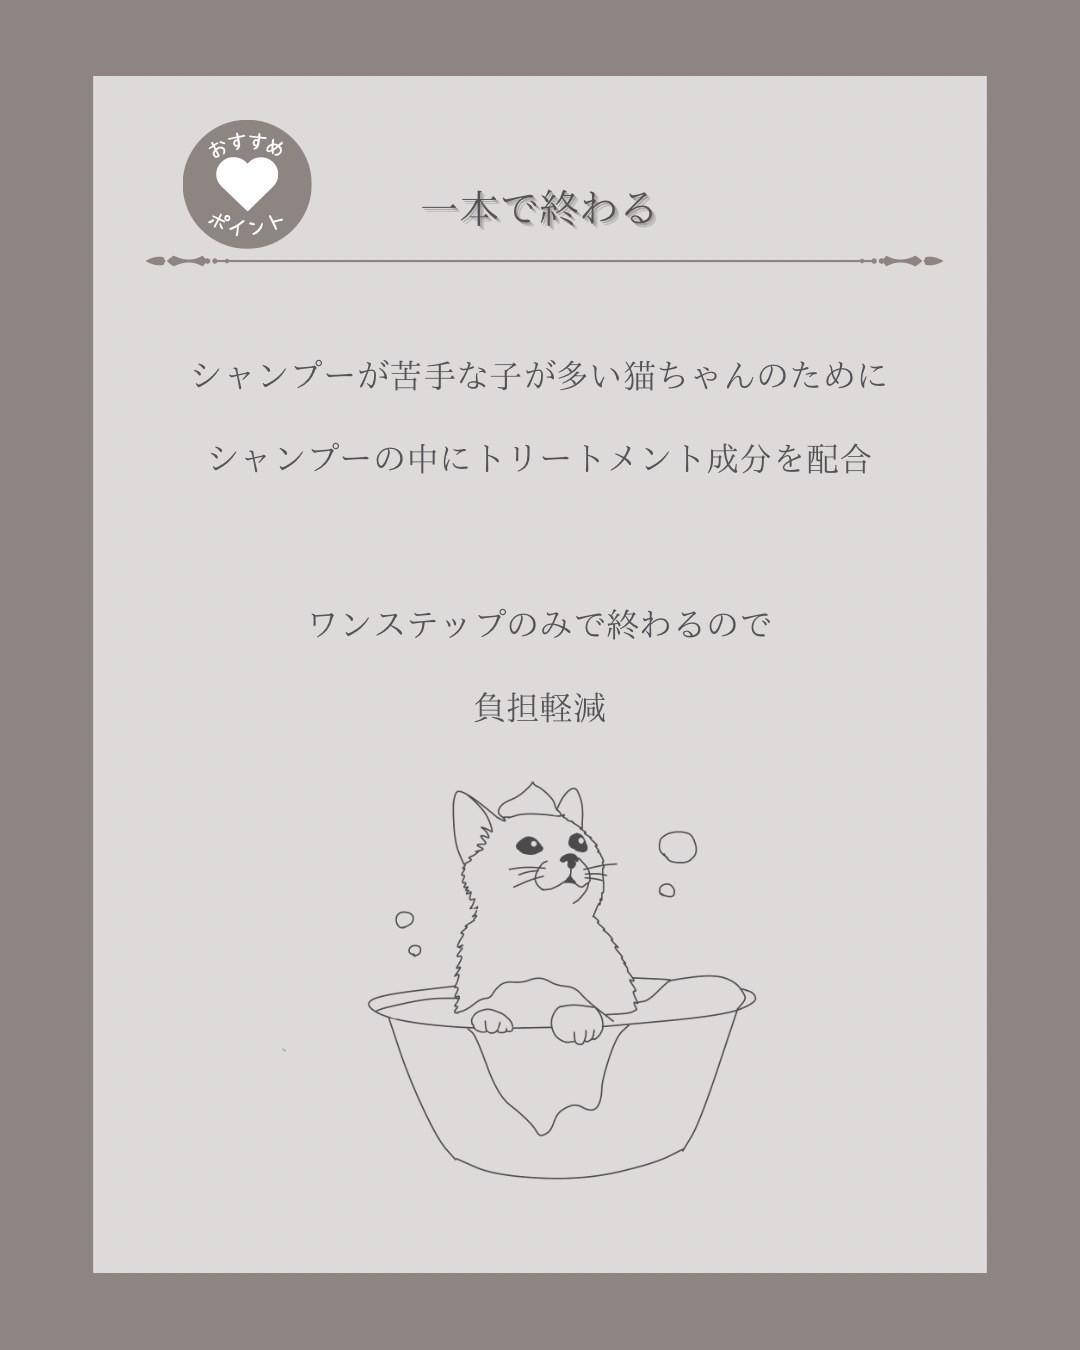 おすすめ
ポイント
一本で終わる
シャンプーが苦手な子が多い猫ちゃんのために
シャンプーの中にトリートメント成分を配合
ワンステップのみで終わるので
負担軽減